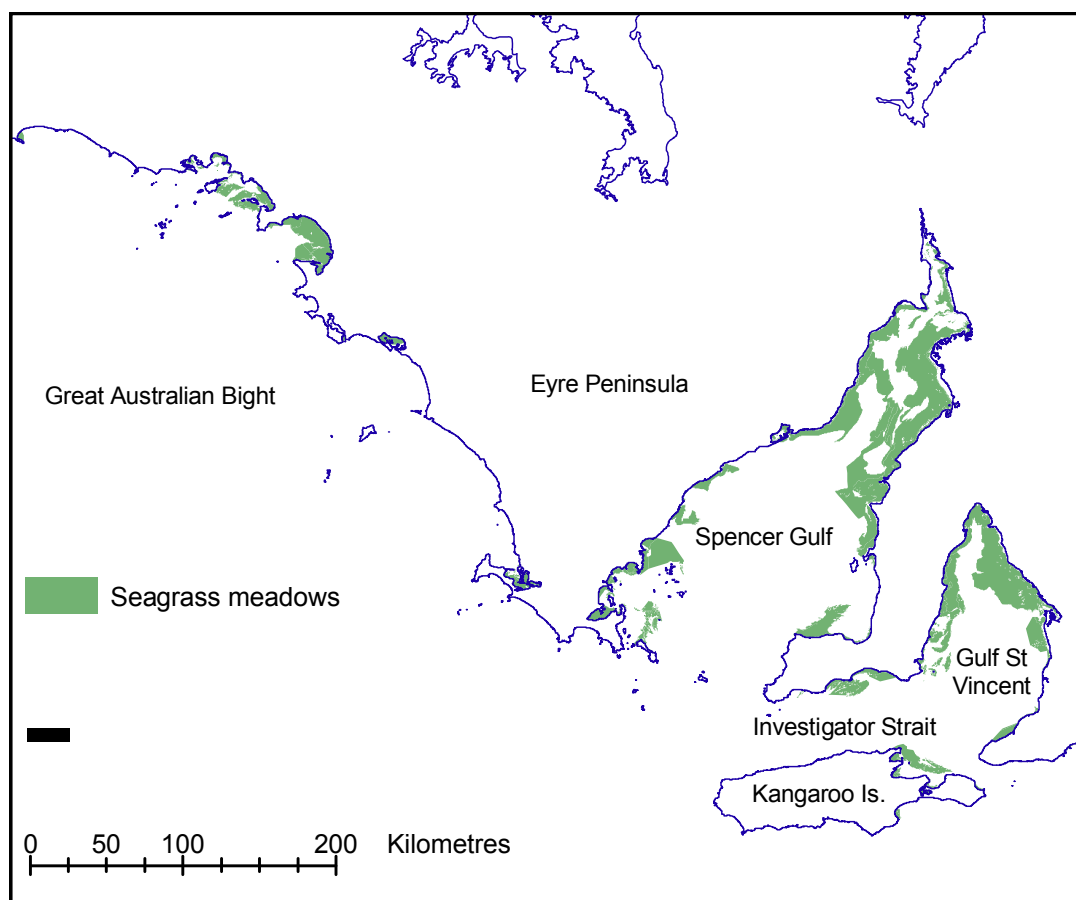 Great Australian Bight
Eyre Peninsula
Spencer Gulf
Seagrass meadows
Gulf St
Vincent
Investigator Strait
Kangaroo Is.
0 50 100 200 Kilometres